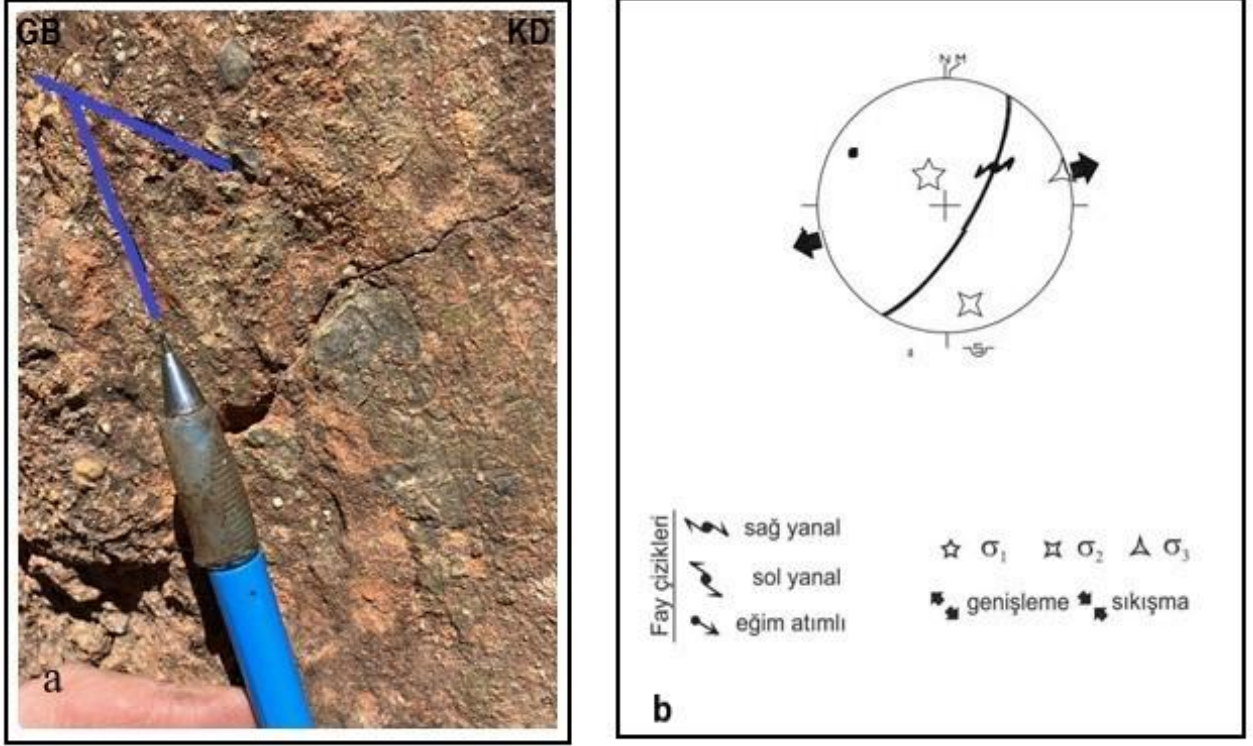 GB KD
a
N M
S
Fay çizikleri
sağ yanal
sol yanal
eğim atımlı
σ1 σ2 σ3
genişleme sıkışma
b